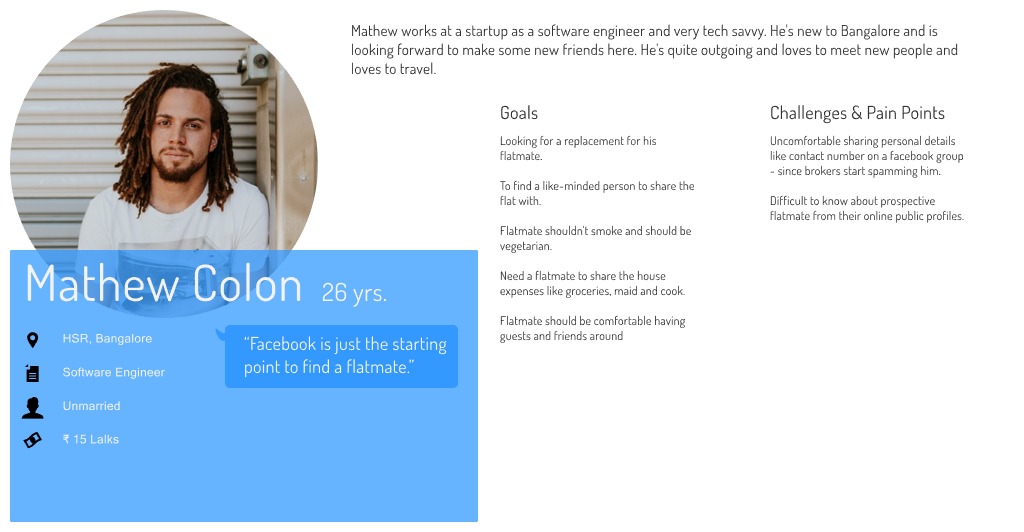 Mathew works at a startup as a software engineer and very tech savvy. He's new to Bangalore and is
looking forward to make some new friends here. He's quite outgoing and loves to meet new people and
loves to travel.
Goals
Looking for a replacement for his
flatmate.
To find a like-minded person to share the
flat with.
Flatmate shouldn't smoke and should be
vegetarian.
Need a flatmate to share the house
expenses like groceries, maid and cook.
Flatmate should be comfortable having
guests and friends around
Challenges & Pain Points
Uncomfortable sharing personal details
like contact number on a facebook group
- since brokers start spamming him.
Difficult to know about prospective
flatmate from their online public profiles.
Mathew Colon 26 yrs.
HSR, Bangalore
Software Engineer
Unmarried
₹ 15 Lalks
“Facebook is just the starting
point to find a flatmate.”